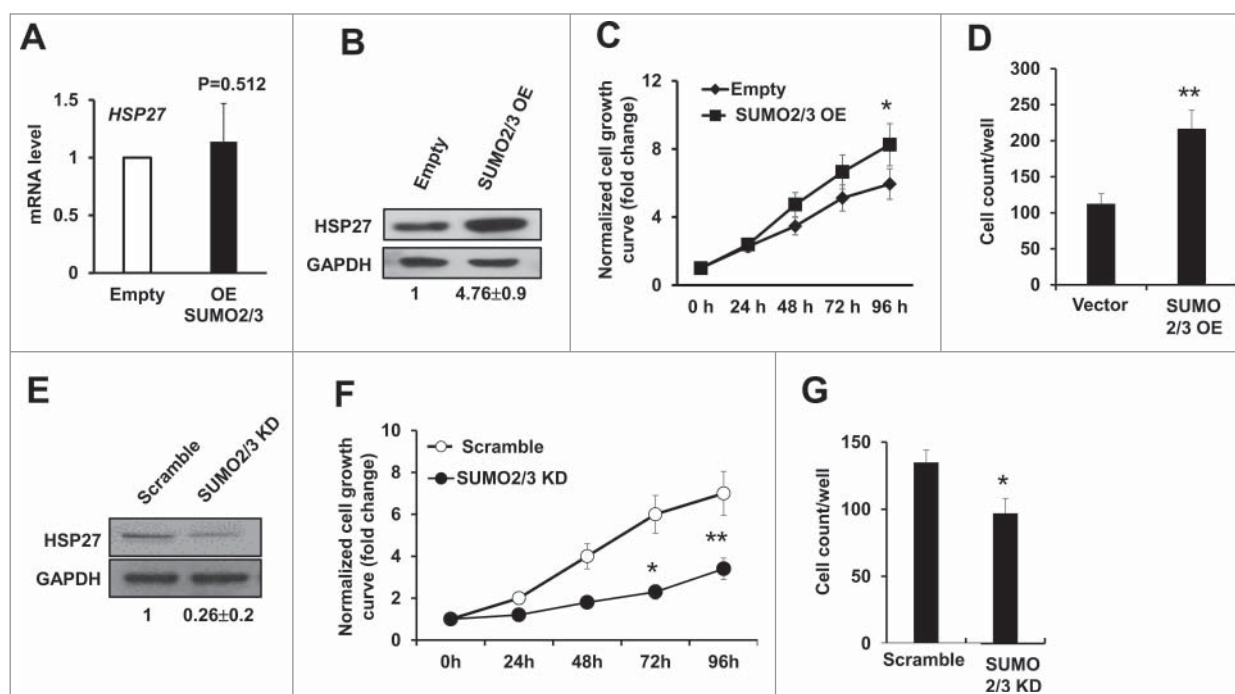 A
P=0.512
HSP27
mRNA level
1.5
1
0.5
0
Empty
OE
SUMO2/3
B
Empty
SUMO2/3 OE
HSP27
GAPDH
1
4.76±0.9
C
Normalized cell growth
curve (fold change)
12
8
4
0
Empty
SUMO2/3 OE
*
0 h
24 h
48 h
72 h
96 h
D
Cell count/well
300
250
200
150
100
50
0
**
Vector
SUMO
2/3 OE
E
Scramble
SUMO2/3 KD
HSP27
GAPDH
1
0.26±0.2
F
Normalized cell growth
curve (fold change)
10
8
6
4
2
0
Scramble
SUMO2/3 KD
*
**
0h
24h
48h
72h
96h
G
Cell count/well
150
100
50
0
*
Scramble
SUMO
2/3 KD